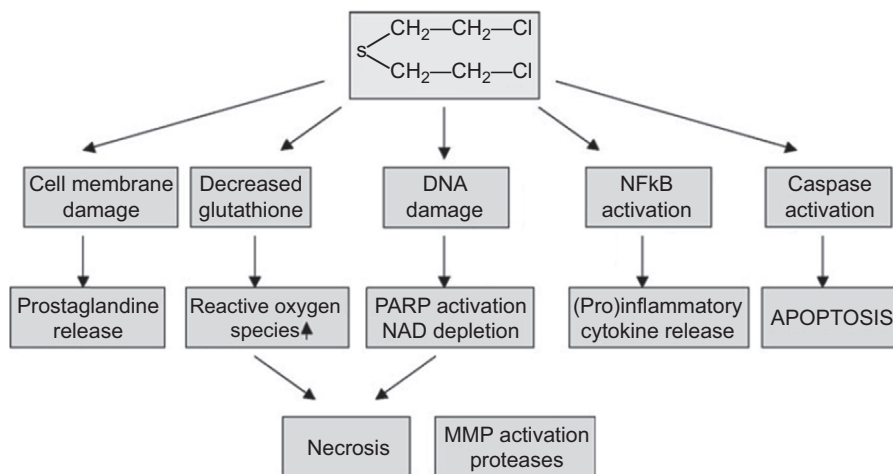 CH2—CH2—Cl
s
CH2—CH2—Cl
Cell membrane
damage
Decreased
glutathione
DNA
damage
NFkB
activation
Caspase
activation
Prostaglandine
release
Reactive oxygen
species
PARP activation
NAD depletion
(Pro)inflammatory
cytokine release
APOPTOSIS
Necrosis
MMP activation
proteases